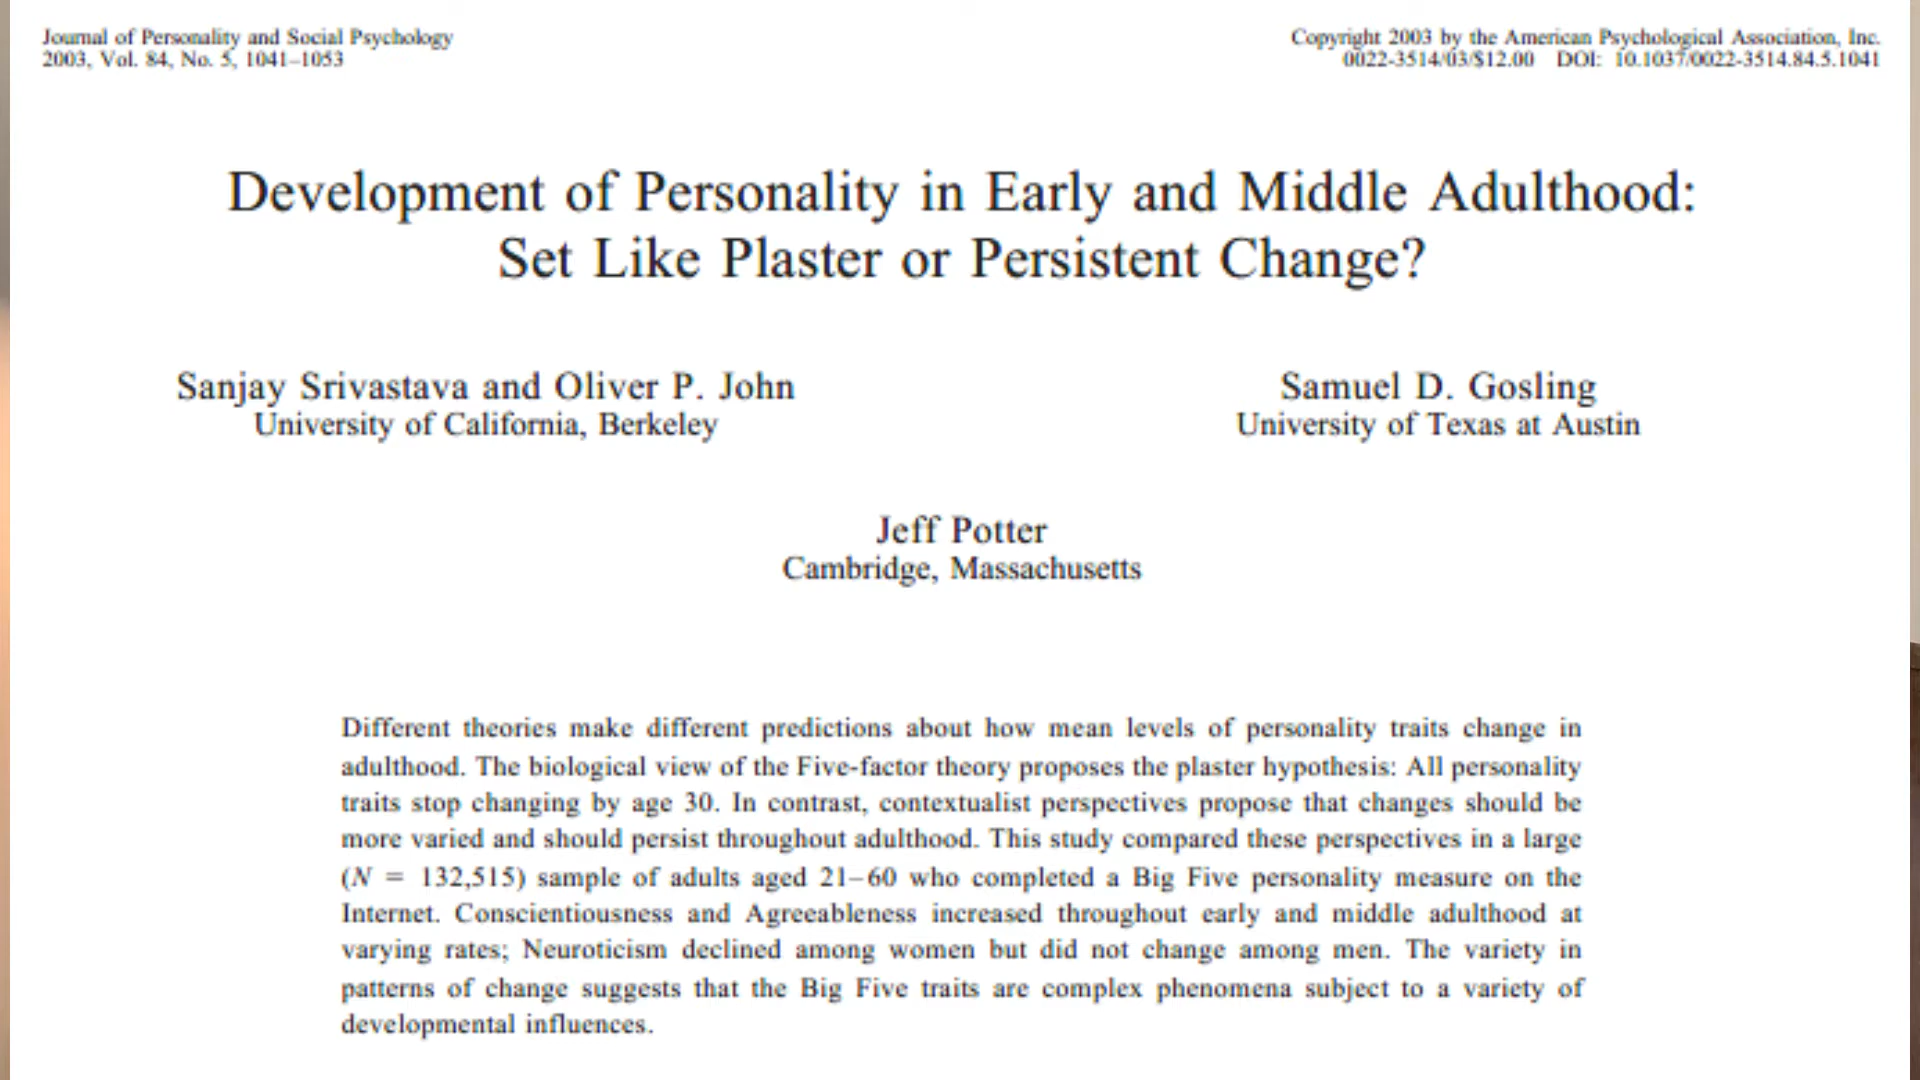 Journal of Personality and Social Psychology
2003, Vol. 84, No. 5, 1041–1053
Copyright 2003 by the American Psychological Association, Inc.
0022-3514/03/$12.00 DOI: 10.1037/0022-3514.84.5.1041
Development of Personality in Early and Middle Adulthood:
Set Like Plaster or Persistent Change?
Sanjay Srivastava and Oliver P. John
University of California, Berkeley
Samuel D. Gosling
University of Texas at Austin
Jeff Potter
Cambridge, Massachusetts
Different theories make different predictions about how mean levels of personality traits change in
adulthood. The biological view of the Five-factor theory proposes the plaster hypothesis: All personality
traits stop changing by age 30. In contrast, contextualist perspectives propose that changes should be
more varied and should persist throughout adulthood. This study compared these perspectives in a large
(N = 132,515) sample of adults aged 21–60 who completed a Big Five personality measure on the
Internet. Conscientiousness and Agreeableness increased throughout early and middle adulthood at
varying rates; Neuroticism declined among women but did not change among men. The variety in
patterns of change suggests that the Big Five traits are complex phenomena subject to a variety of
developmental influences.